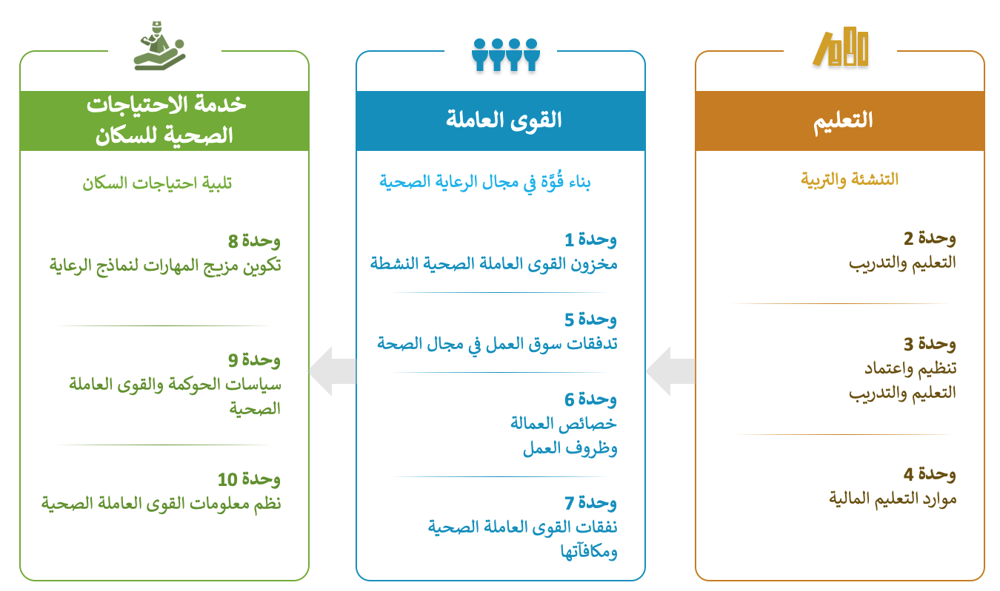 التعليم
التنشئة والتربية
وحدة 2
التعليم والتدريب
وحدة 3
تنظيم واعتماد
التعليم والتدريب
وحدة 4
موارد التعليم المالية
القوى العاملة
بناء قُوَّة في مجال الرعاية الصحية
وحدة 1
مخزون القوى العاملة الصحية النشطة
وحدة 5
تدفقات سوق العمل في مجال الصحة
وحدة 6
خصائص العمالة
وظروف العمل
وحدة 7
نفقات القوى العاملة الصحية
ومكافآتها
خدمة الاحتياجات
الصحية للسكان
تلبية احتياجات السكان
وحدة 8
تكوين مزيج المهارات لنماذج الرعاية
وحدة 9
سياسات الحوكمة والقوى العاملة
الصحية
وحدة 10
نظم معلومات القوى العاملة الصحية